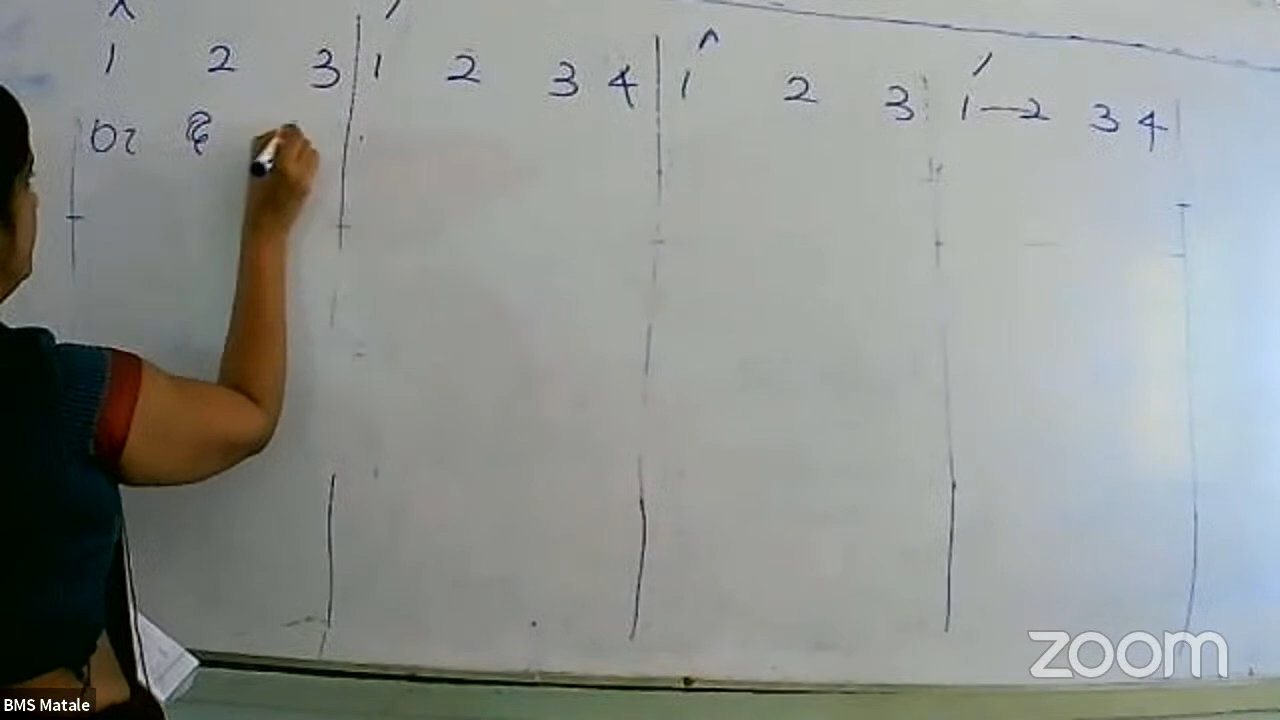 1 2 3 | 1 2 3 4 | 1 2 3 | 1—2 3 4 |
zoom
BMS Matale